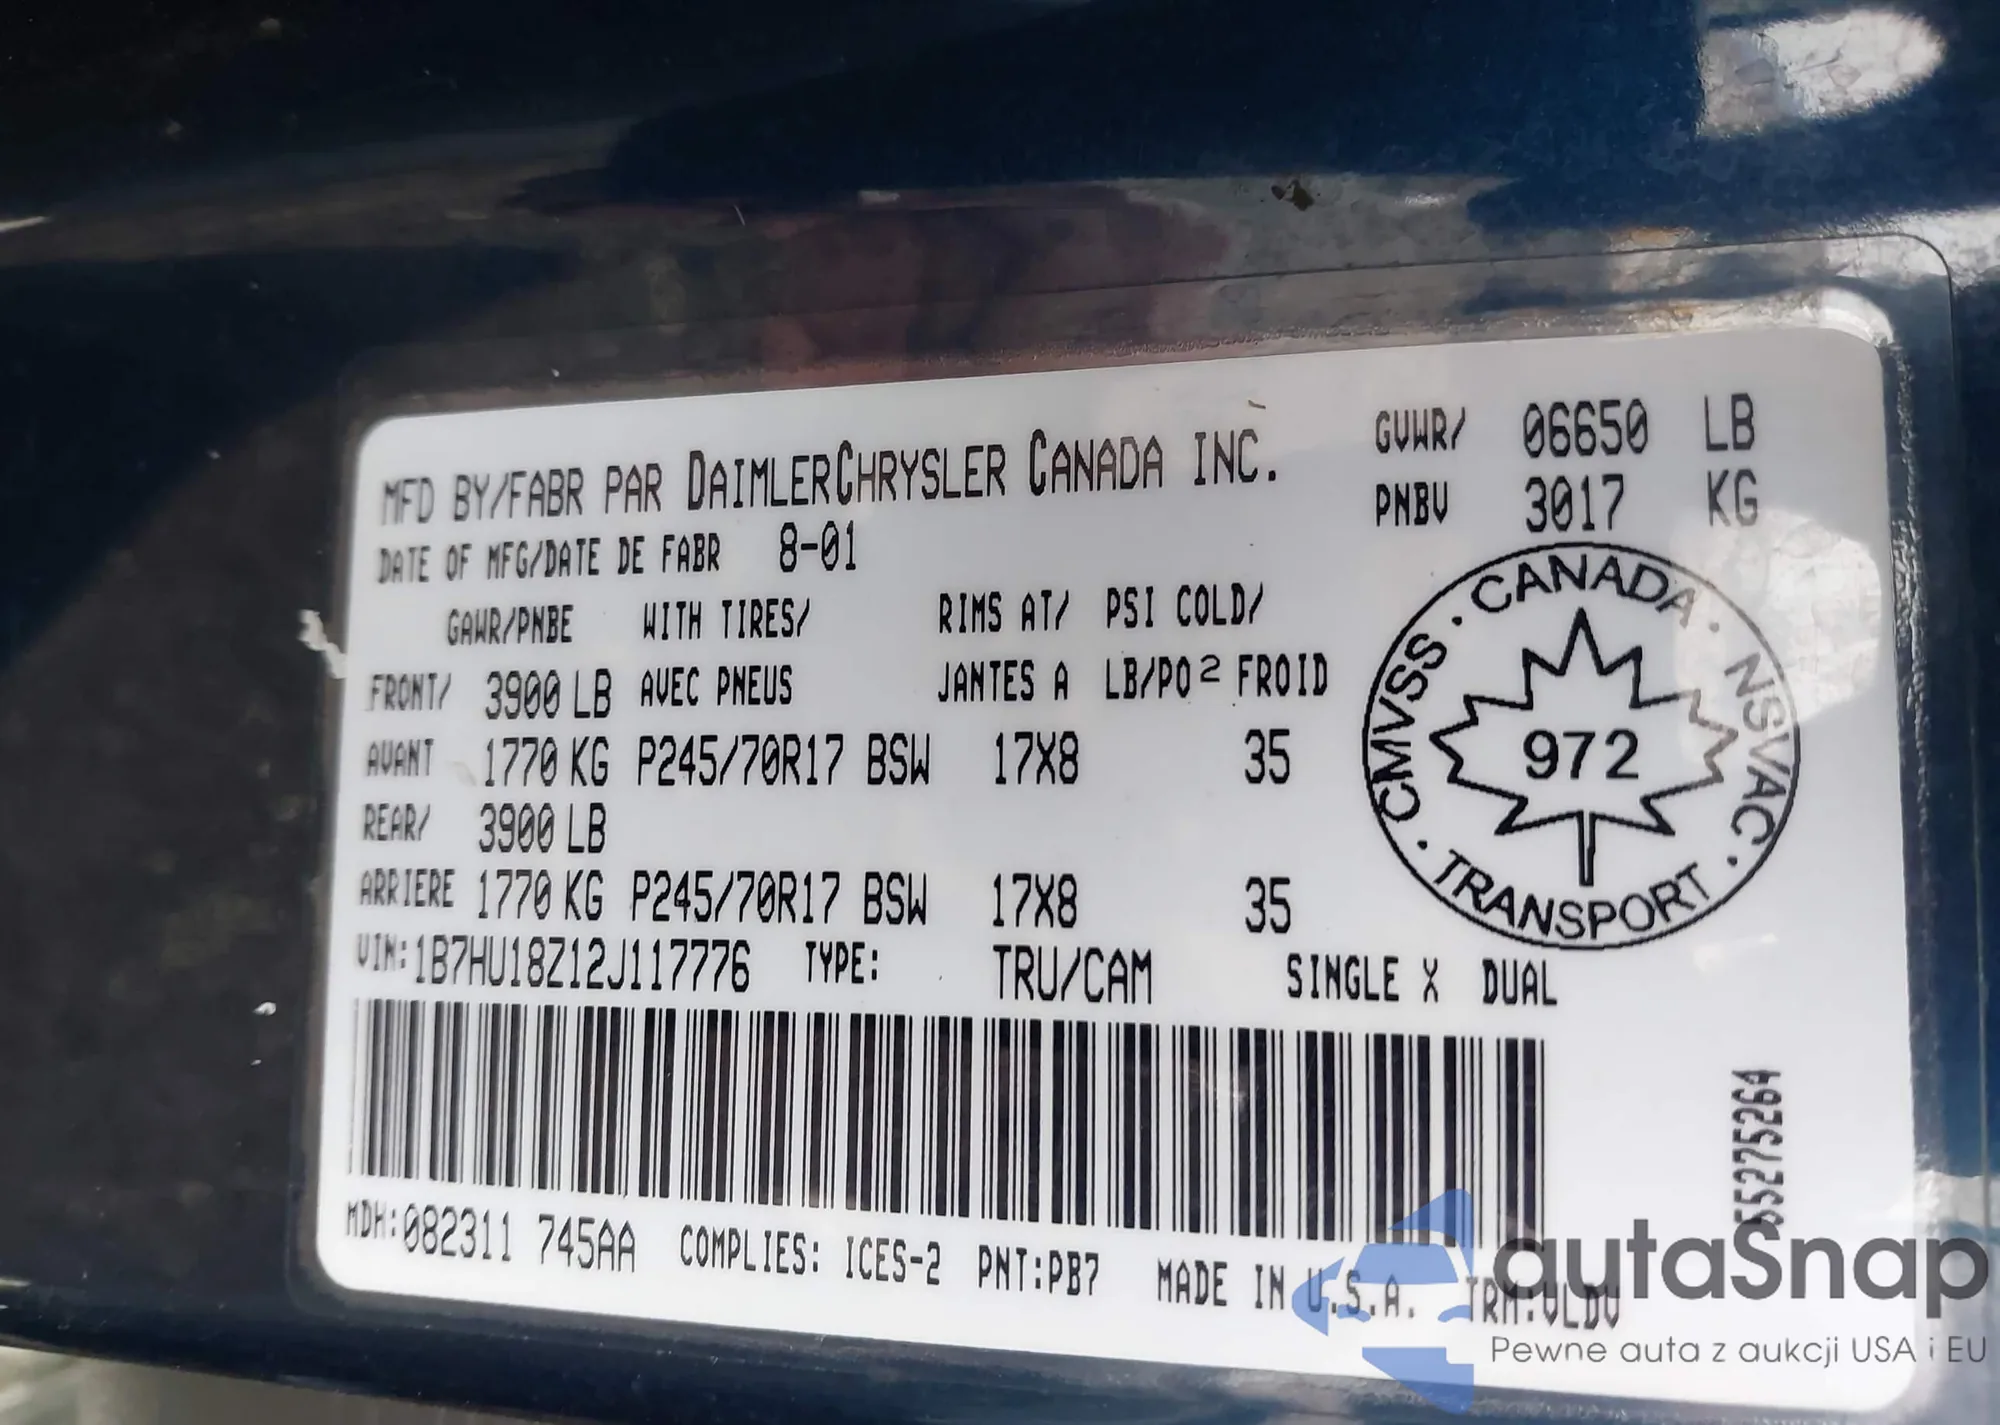 MFD BY/FABR PAR DAIMLERCHRYSLER CANADA INC.
GVWR/ 06650 LB
PNBV 3017 KG
DATE OF MFG/DATE DE FABR 8-01
GAWR/PNBE WITH TIRES/ RIMS AT/ PSI COLD/
FRONT/ 3900 LB AVEC PNEUS JANTES A LB/PO² FROID
AVANT 1770 KG P245/70R17 BSW 17X8 35
REAR/ 3900 LB
ARRIERE 1770 KG P245/70R17 BSW 17X8 35
VIN: 1B7HU18Z12J117776 TYPE: TRU/CAM SINGLE X DUAL
CMVSS · CANADA · NSVAC · TRANSPORT ·
972
55275264
MDH: 082311 745AA COMPLIES: ICES-2 PNT: PB7 MADE IN U.S.A. TRM: VLDV
autaSnap
Pewne auta z aukcji USA i EU